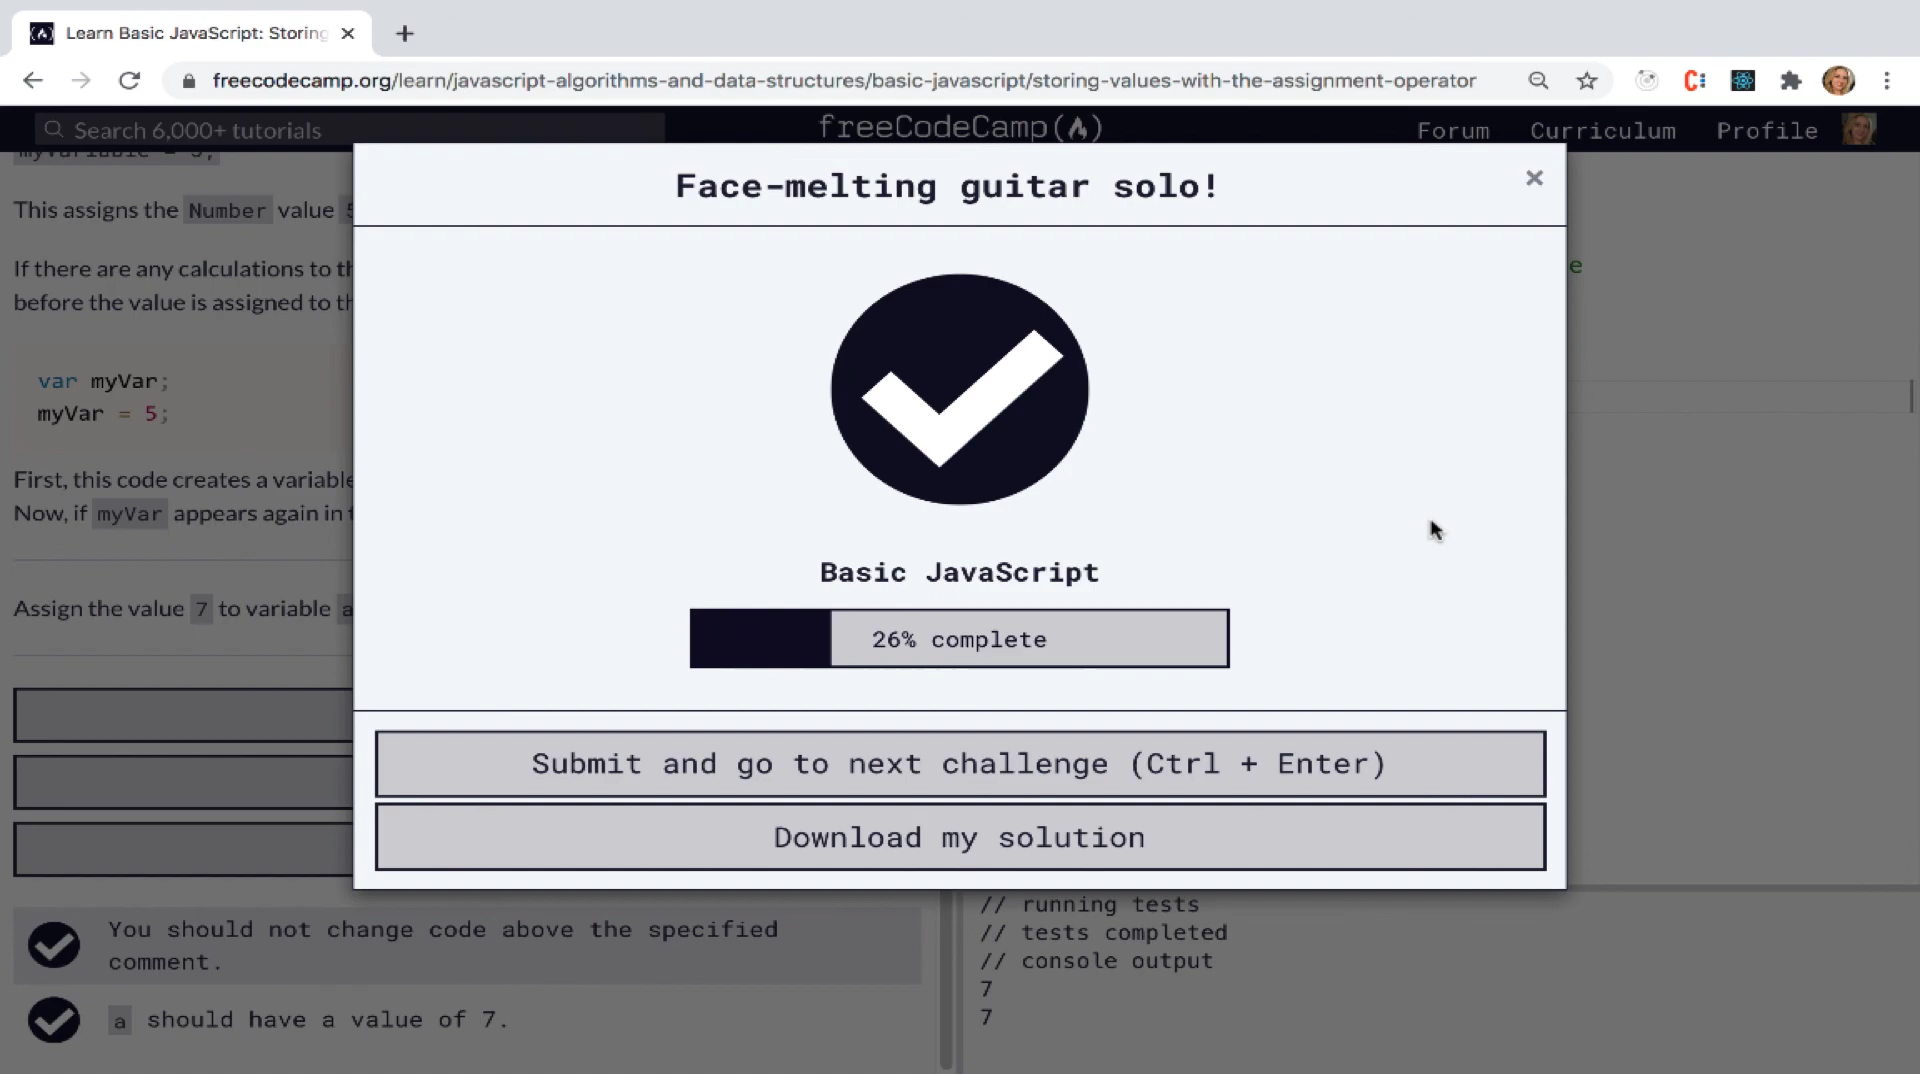 Learn Basic JavaScript: Storing
freecodecamp.org/learn/javascript-algorithms-and-data-structures/basic-javascript/storing-values-with-the-assignment-operator
Search 6,000+ tutorials
freeCodeCamp(🔥)
Forum
Curriculum
Profile
Face-melting guitar solo!
×
This assigns the Number value 5
If there are any calculations to th
before the value is assigned to th
var myVar;
myVar = 5;
First, this code creates a variable
Now, if myVar appears again in t
Assign the value 7 to variable a
e
Basic JavaScript
26% complete
Submit and go to next challenge (Ctrl + Enter)
Download my solution
You should not change code above the specified
comment.
a should have a value of 7.
// running tests
// tests completed
// console output
7
7